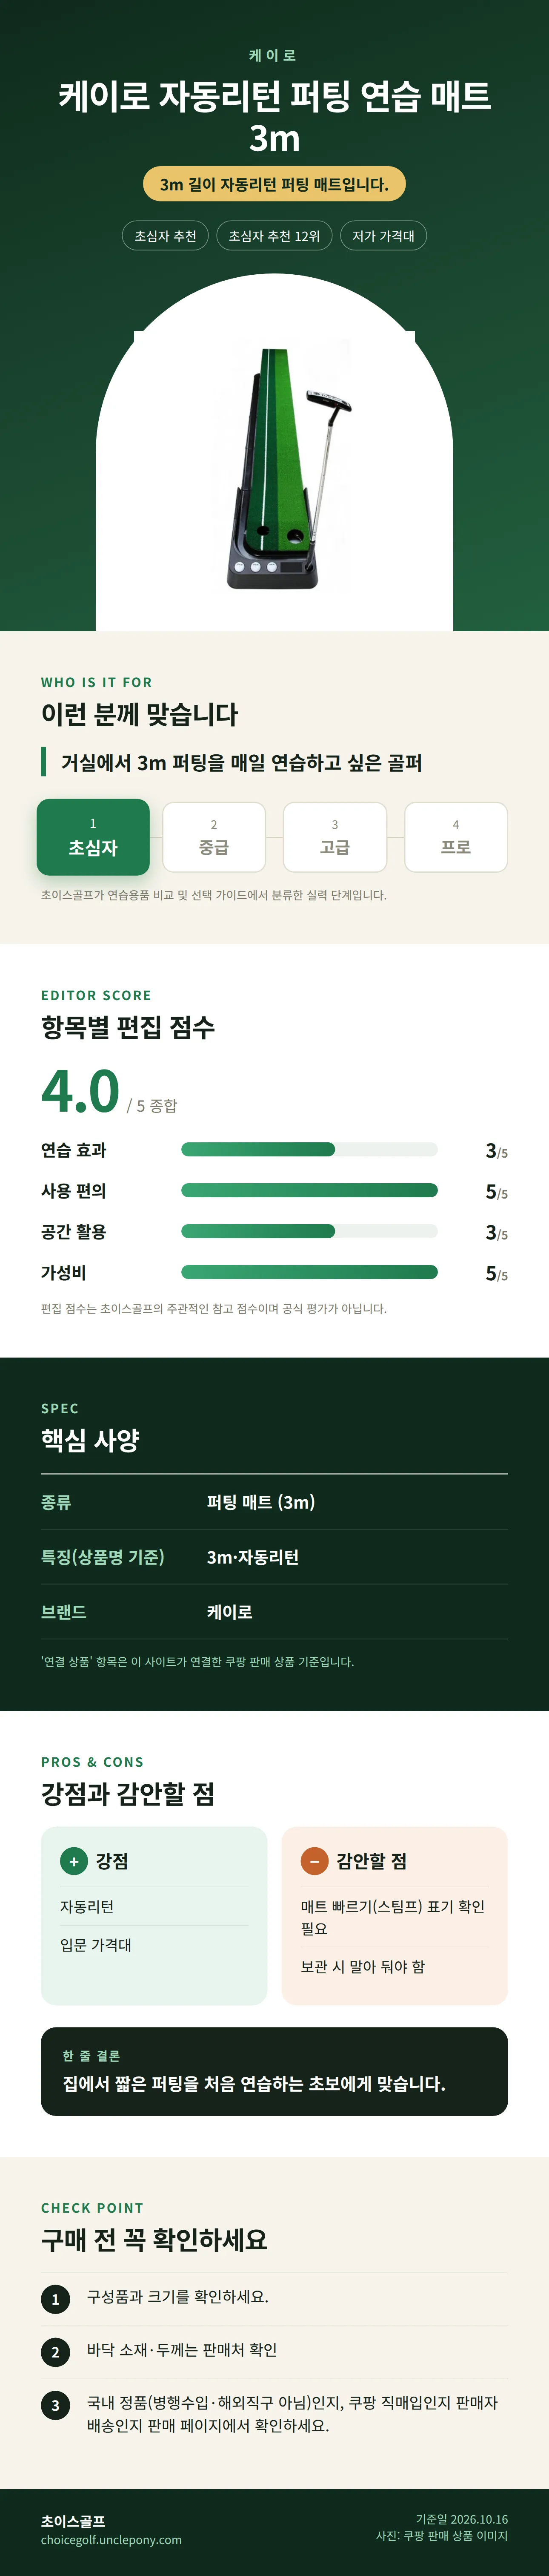 케이로
케이로 자동리턴 퍼팅 연습 매트
3m
3m 길이 자동리턴 퍼팅 매트입니다.
초심자 추천
초심자 추천 12위
저가 가격대
WHO IS IT FOR
이런 분께 맞습니다
거실에서 3m 퍼팅을 매일 연습하고 싶은 골퍼
1
초심자
2
중급
3
고급
4
프로
초이스골프가 연습용품 비교 및 선택 가이드에서 분류한 실력 단계입니다.
EDITOR SCORE
항목별 편집 점수
4.0 / 5 종합
연습 효과 3/5
사용 편의 5/5
공간 활용 3/5
가성비 5/5
편집 점수는 초이스골프의 주관적인 참고 점수이며 공식 평가가 아닙니다.
SPEC
핵심 사양
종류 퍼팅 매트 (3m)
특징(상품명 기준) 3m·자동리턴
브랜드 케이로
'연결 상품' 항목은 이 사이트가 연결한 쿠팡 판매 상품 기준입니다.
PROS & CONS
강점과 감안할 점
+ 강점
자동리턴
입문 가격대
− 감안할 점
매트 빠르기(스팀프) 표기 확인
필요
보관 시 말아 둬야 함
한 줄 결론
집에서 짧은 퍼팅을 처음 연습하는 초보에게 맞습니다.
CHECK POINT
구매 전 꼭 확인하세요
1 구성품과 크기를 확인하세요.
2 바닥 소재·두께는 판매처 확인
3 국내 정품(병행수입·해외직구 아님)인지, 쿠팡 직매입인지 판매자
배송인지 판매 페이지에서 확인하세요.
초이스골프
choicegolf.unclepony.com
기준일 2026.10.16
사진: 쿠팡 판매 상품 이미지